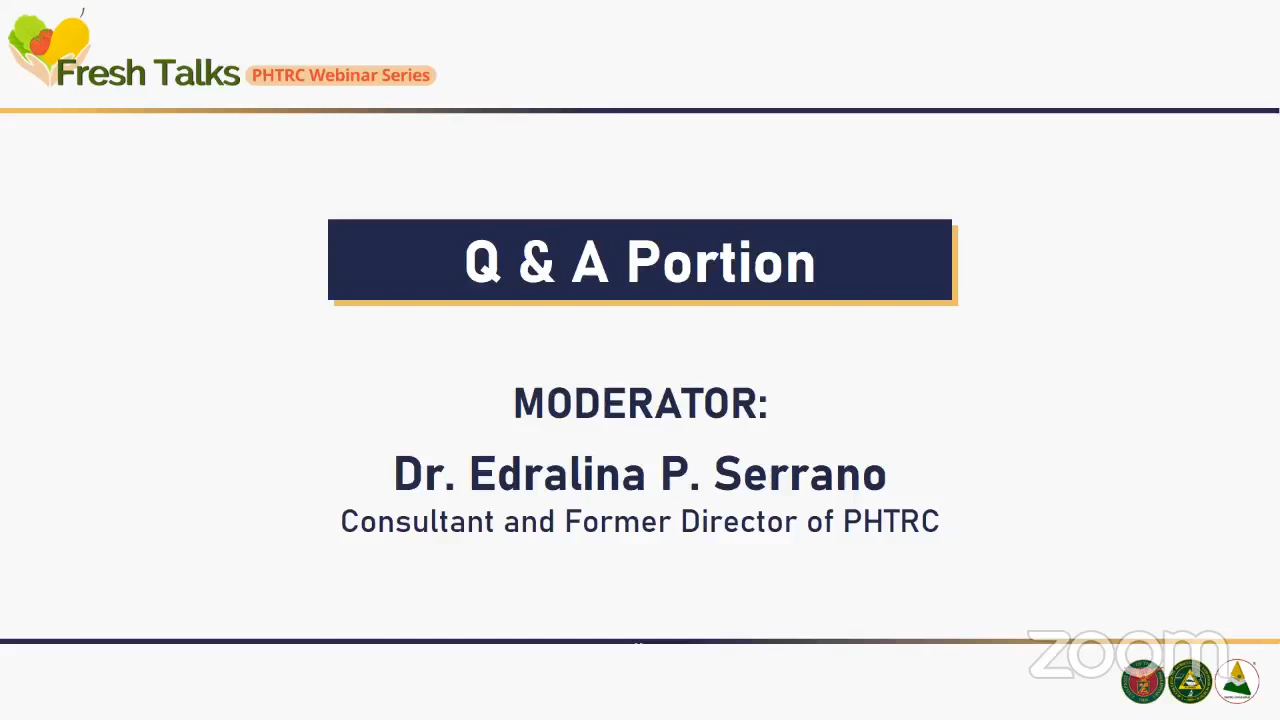 Fresh Talks PHTRC Webinar Series
Q & A Portion
MODERATOR:
Dr. Edralina P. Serrano
Consultant and Former Director of PHTRC
zoom